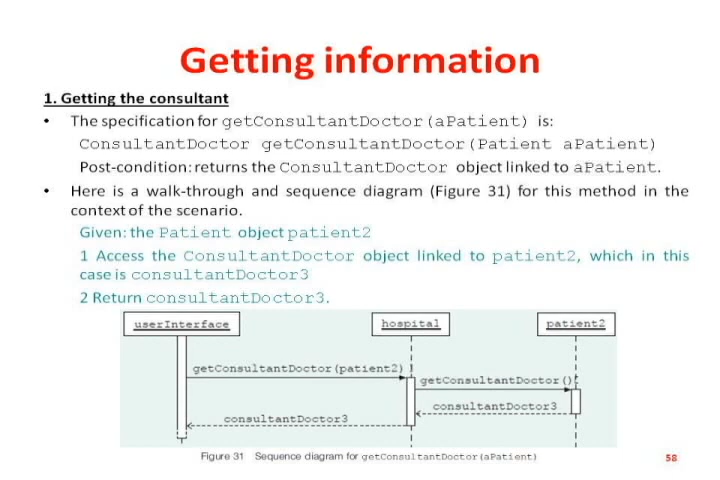 Getting information
1. Getting the consultant
• The specification for getConsultantDoctor(aPatient) is:
ConsultantDoctor getConsultantDoctor(Patient aPatient)
Post-condition: returns the ConsultantDoctor object linked to aPatient.
• Here is a walk-through and sequence diagram (Figure 31) for this method in the
context of the scenario.
Given: the Patient object patient2
1 Access the ConsultantDoctor object linked to patient2, which in this
case is consultantDoctor3
2 Return consultantDoctor3.
userInterface
hospital
patient2
getConsultantDoctor(patient2)
getConsultantDoctor()
consultantDoctor3
consultantDoctor3
Figure 31 Sequence diagram for getConsultantDoctor(aPatient)
58